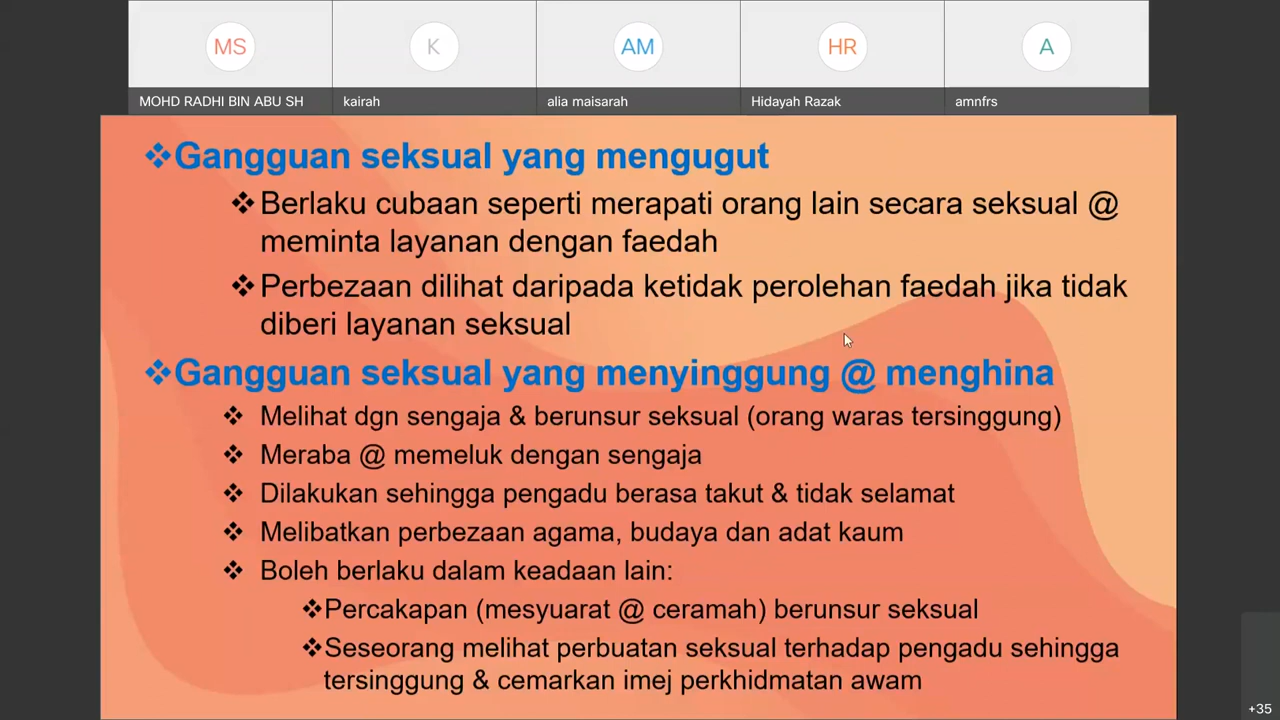 MS
K
AM
HR
A
MOHD RADHI BIN ABU SH
kairah
alia maisarah
Hidayah Razak
amnfrs
❖Gangguan seksual yang mengugut
❖Berlaku cubaan seperti merapati orang lain secara seksual @
meminta layanan dengan faedah
❖Perbezaan dilihat daripada ketidak perolehan faedah jika tidak
diberi layanan seksual
❖Gangguan seksual yang menyinggung @ menghina
❖ Melihat dgn sengaja & berunsur seksual (orang waras tersinggung)
❖ Meraba @ memeluk dengan sengaja
❖ Dilakukan sehingga pengadu berasa takut & tidak selamat
❖ Melibatkan perbezaan agama, budaya dan adat kaum
❖ Boleh berlaku dalam keadaan lain:
❖Percakapan (mesyuarat @ ceramah) berunsur seksual
❖Seseorang melihat perbuatan seksual terhadap pengadu sehingga
tersinggung & cemarkan imej perkhidmatan awam
+35